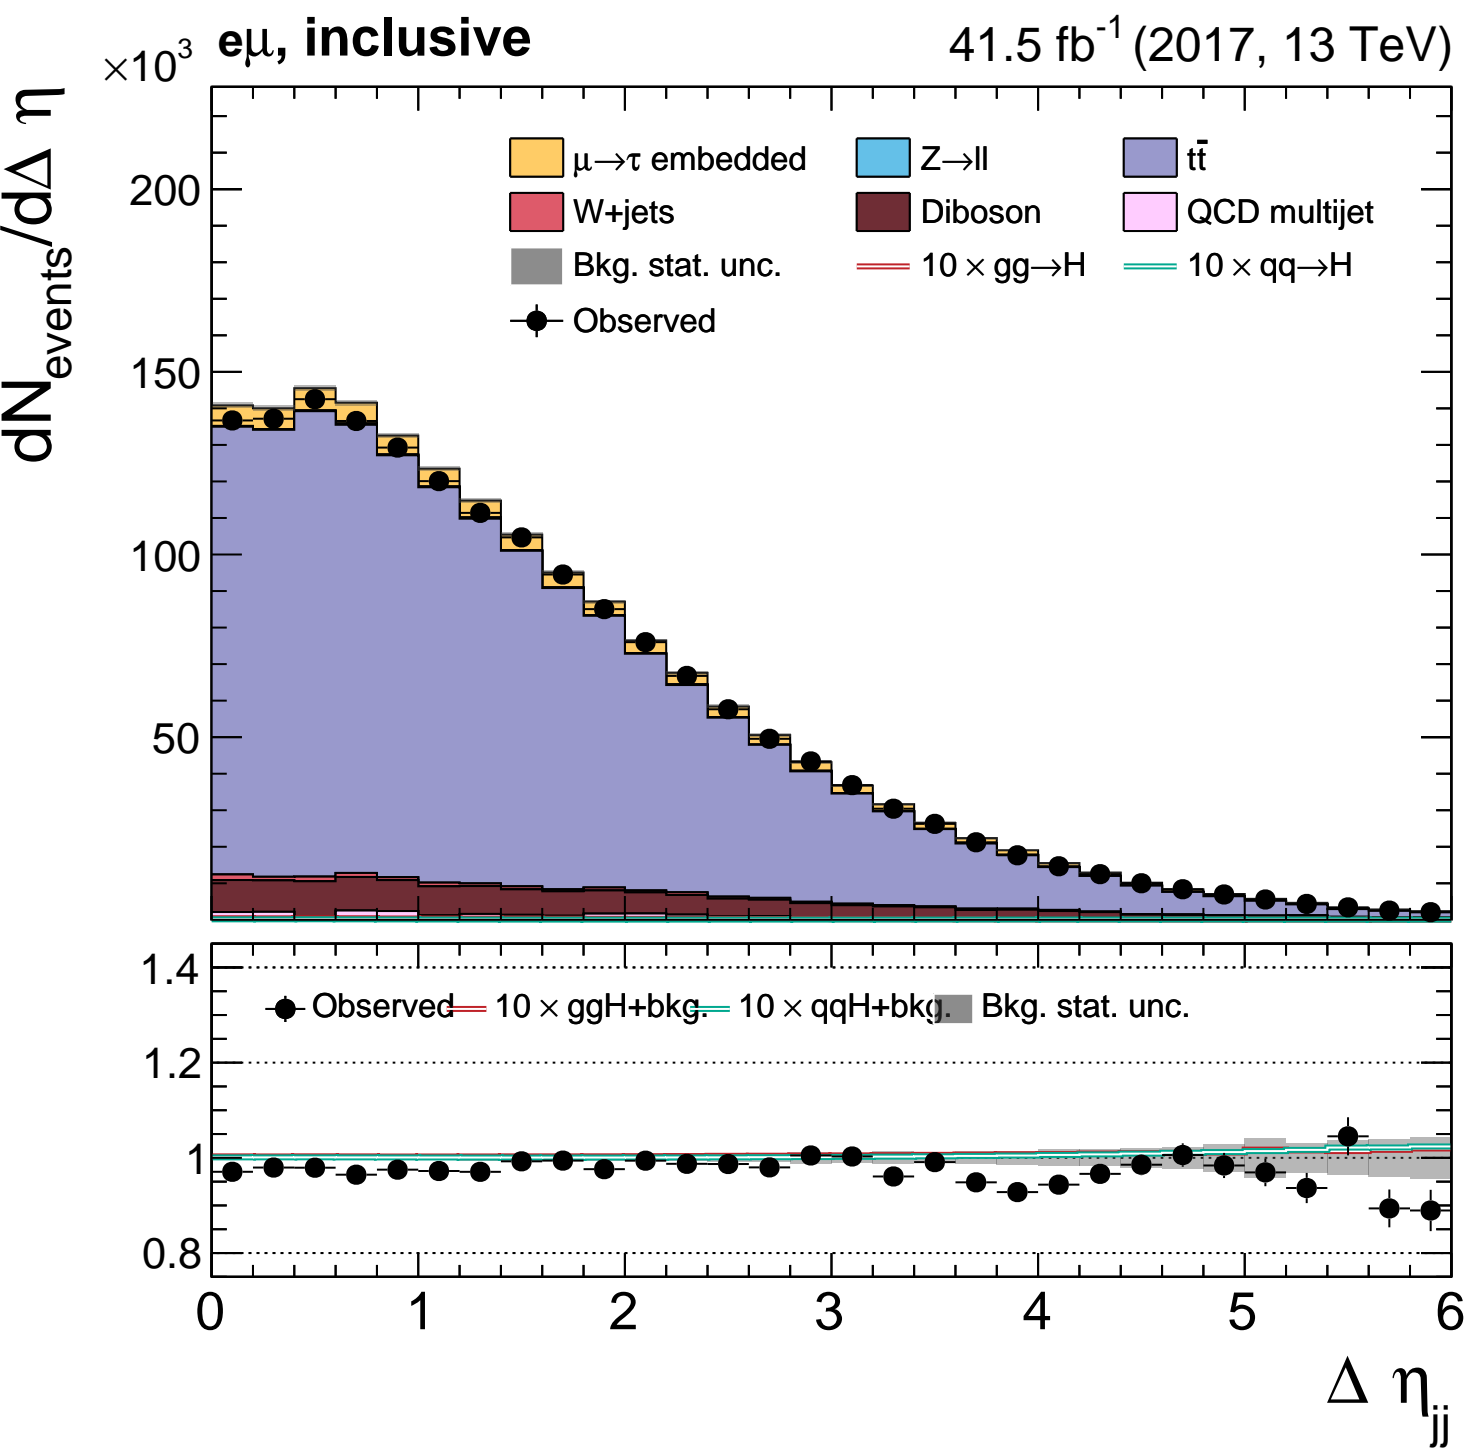 ×10³ eμ, inclusive 41.5 fb⁻¹ (2017, 13 TeV)
dN_events/dΔ η
μ→τ embedded Z→ll tt̄
W+jets Diboson QCD multijet
Bkg. stat. unc. 10 × gg→H 10 × qq→H
Observed
200
150
100
50
1.4
Observed 10 × ggH+bkg. 10 × qqH+bkg. Bkg. stat. unc.
1.2
1
0.8
0 1 2 3 4 5 6
Δ η_jj